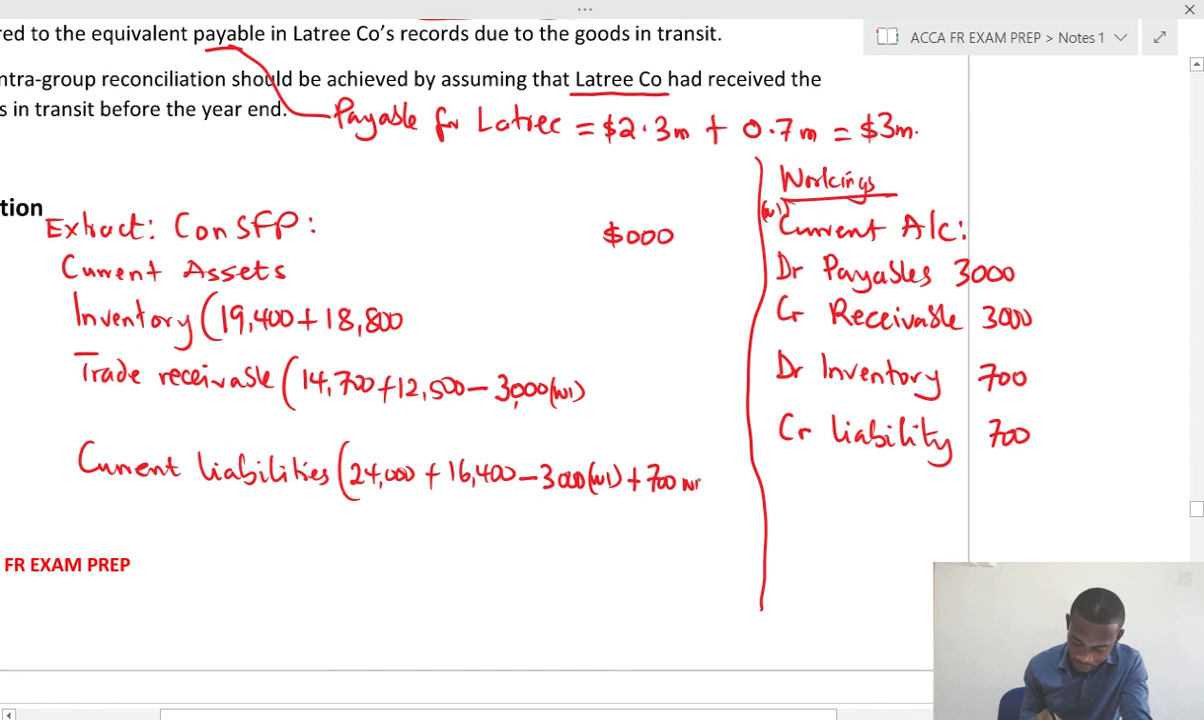 ACCA FR EXAM PREP > Notes 1
red to the equivalent payable in Latree Co's records due to the goods in transit.
ntra-group reconciliation should be achieved by assuming that Latree Co had received the
s in transit before the year end.
Payable for Latree = $2.3m + 0.7m = $3m.
tion
Extract: Con SFP:
$000
Current Assets
Inventory (19,400+18,800
Trade receivable (14,700+12,500-3,000(w1)
Current liabilities (24,000 + 16,400-3000(w1)+700 w
Workings
(w1)
Current A/c:
Dr Payables 3000
Cr Receivable 3000
Dr Inventory 700
Cr liability 700
FR EXAM PREP